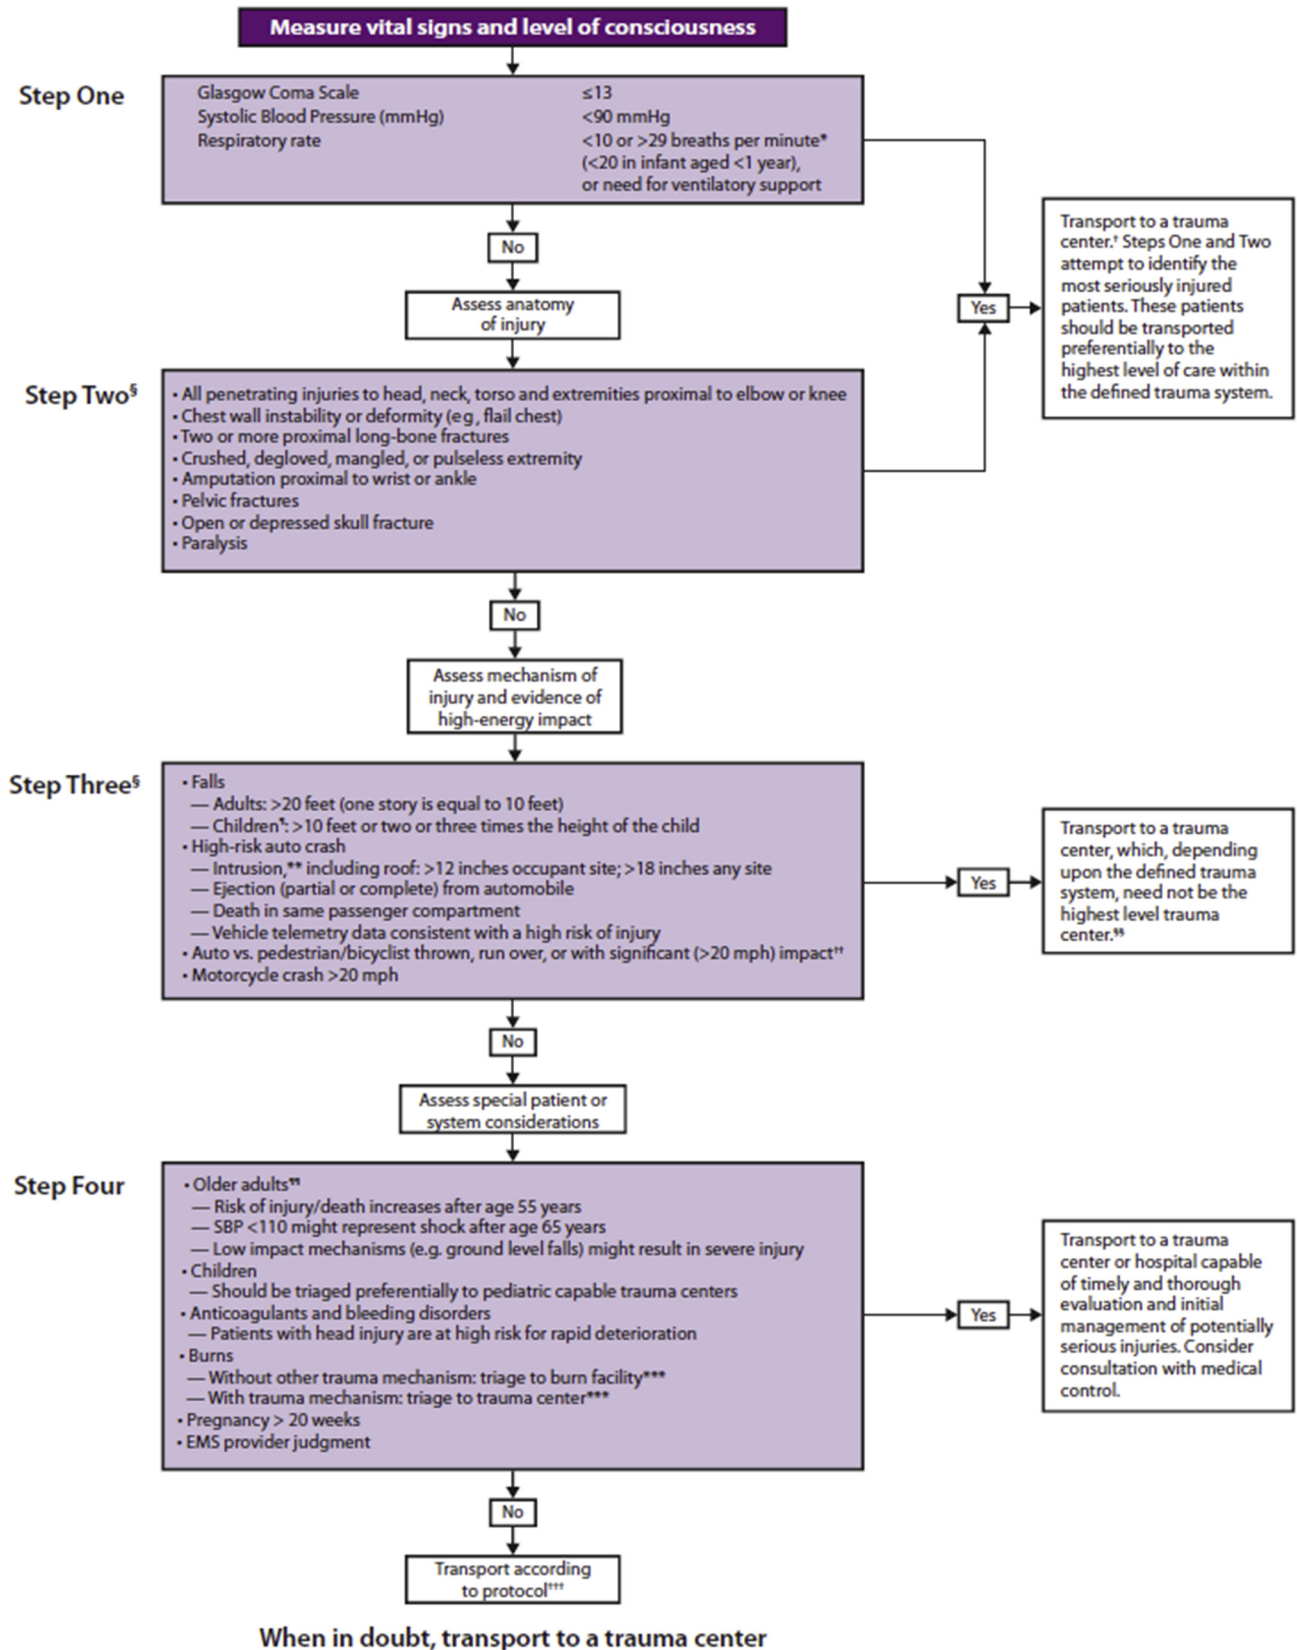 Measure vital signs and level of consciousness
Step One
Glasgow Coma Scale ≤13
Systolic Blood Pressure (mmHg) <90 mmHg
Respiratory rate <10 or >29 breaths per minute*
(<20 in infant aged <1 year),
or need for ventilatory support
No
Assess anatomy
of injury
Yes
Transport to a trauma
center.† Steps One and Two
attempt to identify the
most seriously injured
patients. These patients
should be transported
preferentially to the
highest level of care within
the defined trauma system.
Step Two§
• All penetrating injuries to head, neck, torso and extremities proximal to elbow or knee
• Chest wall instability or deformity (e g , flail chest)
• Two or more proximal long-bone fractures
• Crushed, degloved, mangled, or pulseless extremity
• Amputation proximal to wrist or ankle
• Pelvic fractures
• Open or depressed skull fracture
• Paralysis
No
Assess mechanism of
injury and evidence of
high-energy impact
Step Three§
• Falls
— Adults: >20 feet (one story is equal to 10 feet)
— Children¶: >10 feet or two or three times the height of the child
• High-risk auto crash
— Intrusion,** including roof: >12 inches occupant site; >18 inches any site
— Ejection (partial or complete) from automobile
— Death in same passenger compartment
— Vehicle telemetry data consistent with a high risk of injury
• Auto vs. pedestrian/bicyclist thrown, run over, or with significant (>20 mph) impact††
• Motorcycle crash >20 mph
Yes
Transport to a trauma
center, which, depending
upon the defined trauma
system, need not be the
highest level trauma
center.§§
No
Assess special patient or
system considerations
Step Four
• Older adults¶¶
— Risk of injury/death increases after age 55 years
— SBP <110 might represent shock after age 65 years
— Low impact mechanisms (e.g. ground level falls) might result in severe injury
• Children
— Should be triaged preferentially to pediatric capable trauma centers
• Anticoagulants and bleeding disorders
— Patients with head injury are at high risk for rapid deterioration
• Burns
— Without other trauma mechanism: triage to burn facility***
— With trauma mechanism: triage to trauma center***
• Pregnancy > 20 weeks
• EMS provider judgment
Yes
Transport to a trauma
center or hospital capable
of timely and thorough
evaluation and initial
management of potentially
serious injuries. Consider
consultation with medical
control.
No
Transport according
to protocol†††
When in doubt, transport to a trauma center